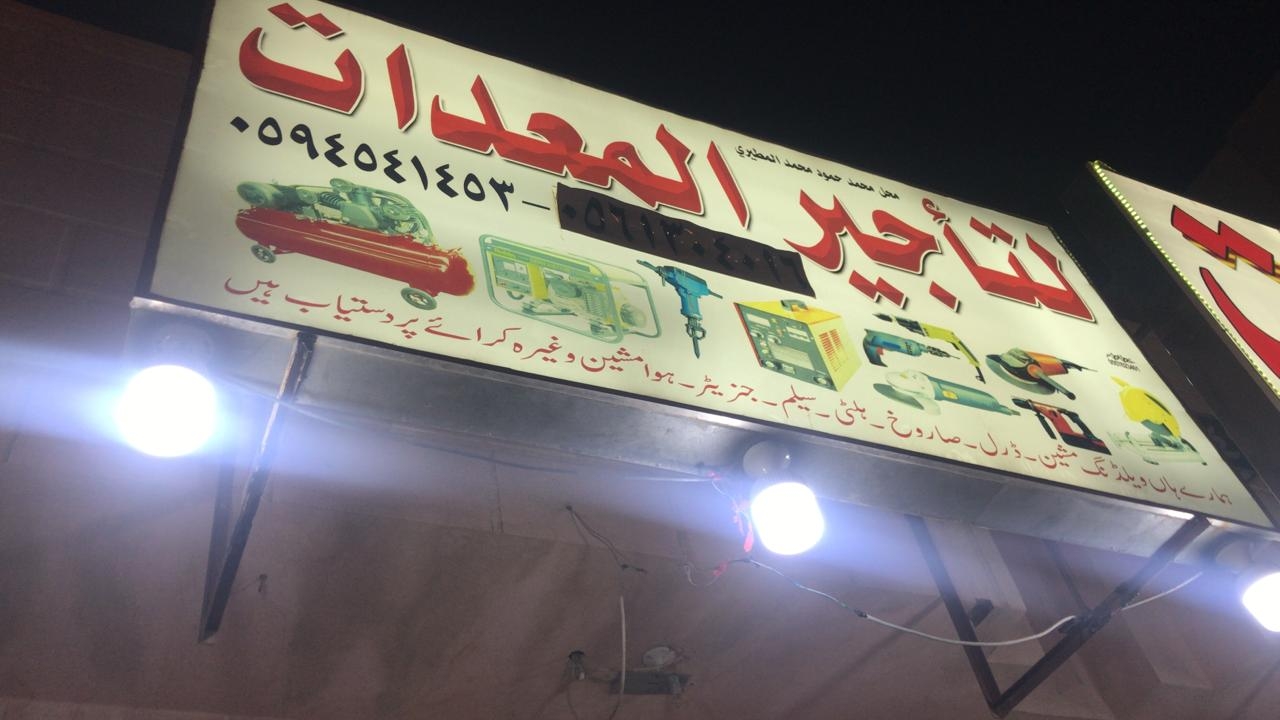 محل محمد حمود محمد المطيري
لتأجير المعدات
٠٥٩٤٥٤١٤٥٣ - ٠٥٦١٢٠٤٠٩٦
ہمارے ہاں ویلڈنگ مشین - ڈرل - صاروخ - ہلٹی - سیلم - جنریٹر - ہوا مشین وغیرہ کرائے پر دستیاب ہیں